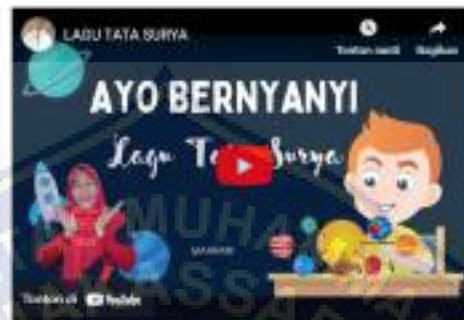 LAGU TATA SURYA
Tonton nanti
Bagikan
AYO BERNYANYI
Lagu Tata Surya
Tonton di YouTube